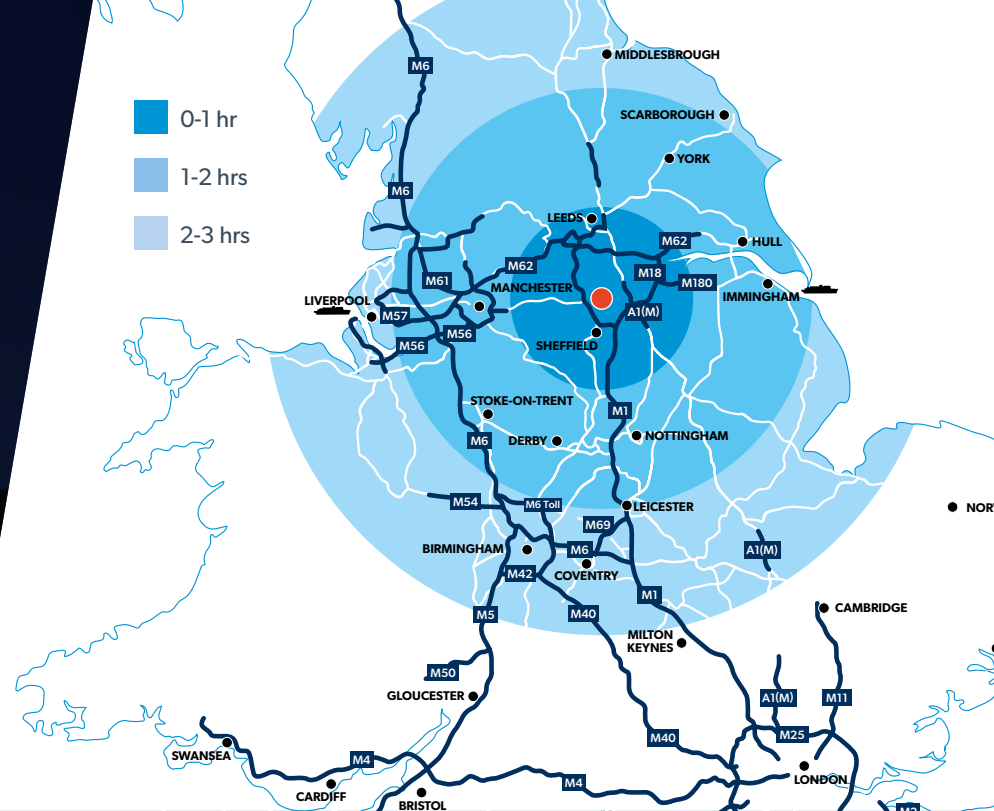 MIDDLESBROUGH
M6
SCARBOROUGH
0-1 hr
YORK
1-2 hrs
M6
LEEDS
2-3 hrs
M62
HULL
M62
M18
M61
M180
MANCHESTER
IMMINGHAM
LIVERPOOL
M57
A1(M)
M56
M56
SHEFFIELD
STOKE-ON-TRENT
M1
M6
DERBY
NOTTINGHAM
M54
M6 Toll
LEICESTER
NOR
M69
BIRMINGHAM
M6
A1(M)
M42
COVENTRY
M1
M5
M40
CAMBRIDGE
MILTON
KEYNES
M50
GLOUCESTER
A1(M)
M11
M25
M40
SWANSEA
M4
LONDON
M4
CARDIFF
BRISTOL